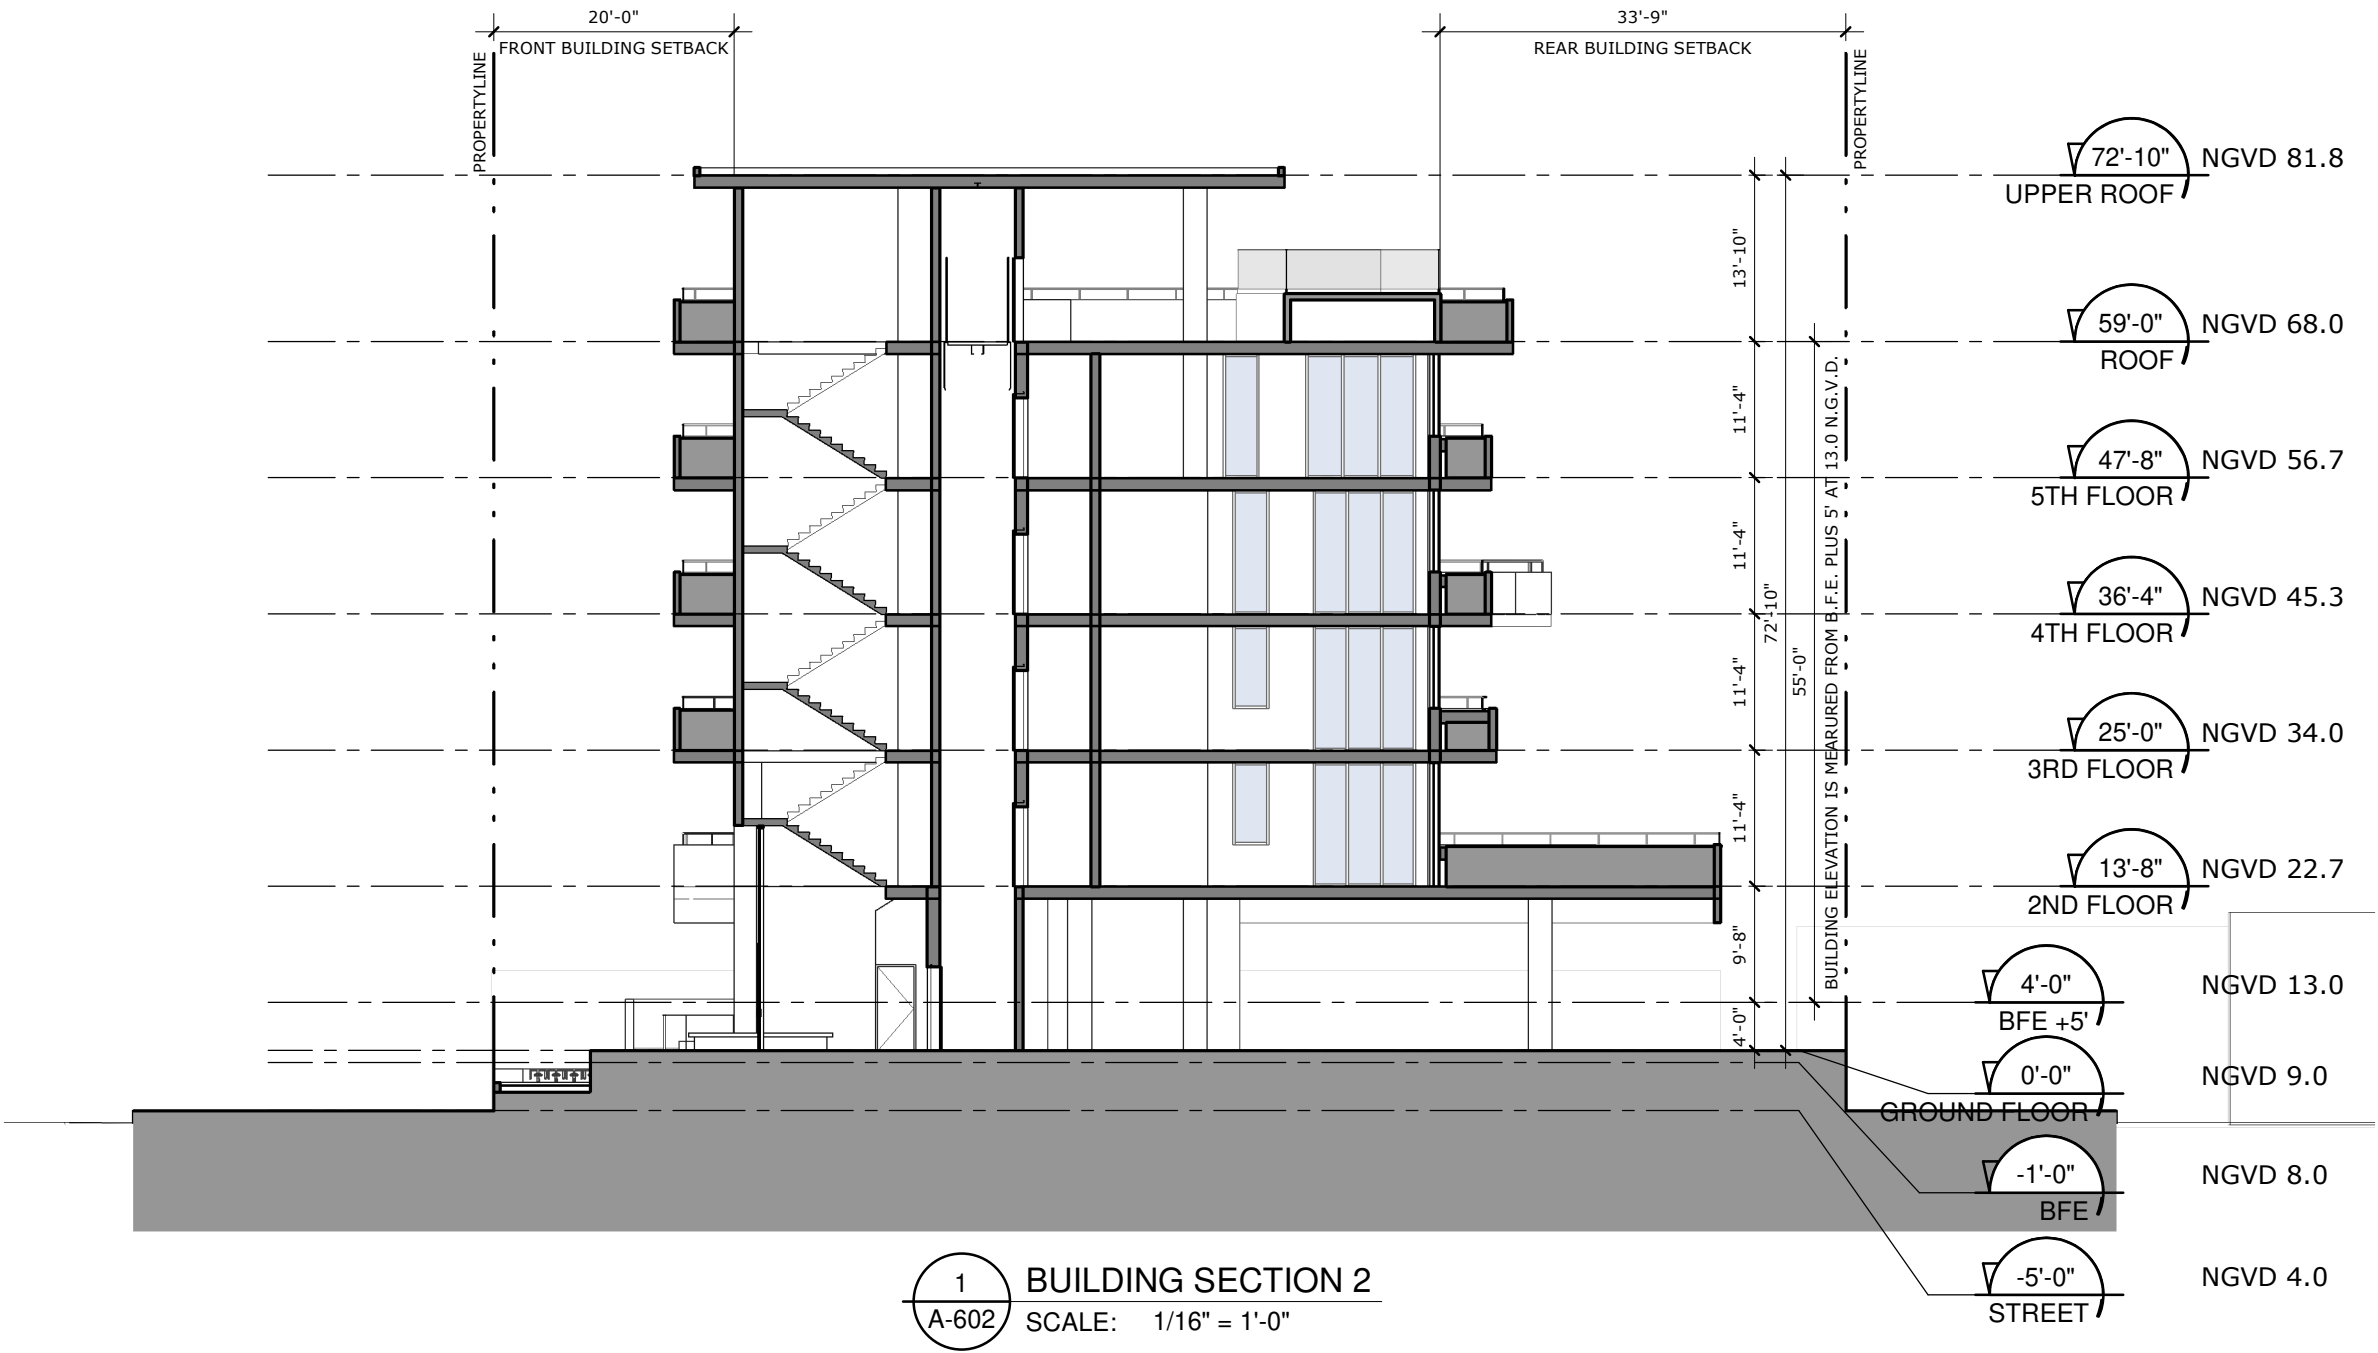 20'-0"
FRONT BUILDING SETBACK
33'-9"
REAR BUILDING SETBACK
PROPERTYLINE
PROPERTYLINE
72'-10" NGVD 81.8
UPPER ROOF
13'-10"
59'-0" NGVD 68.0
ROOF
11'-4"
47'-8" NGVD 56.7
5TH FLOOR
11'-4"
36'-4" NGVD 45.3
4TH FLOOR
72'-10"
11'-4"
55'-0"
BUILDING ELEVATION IS MEARURED FROM B.F.E. PLUS 5' AT 13.0 N.G.V.D.
25'-0" NGVD 34.0
3RD FLOOR
11'-4"
13'-8" NGVD 22.7
2ND FLOOR
9'-8"
4'-0" NGVD 13.0
BFE +5'
4'-0"
0'-0" NGVD 9.0
GROUND FLOOR
-1'-0" NGVD 8.0
BFE
-5'-0" NGVD 4.0
STREET
1
A-602
BUILDING SECTION 2
SCALE: 1/16" = 1'-0"